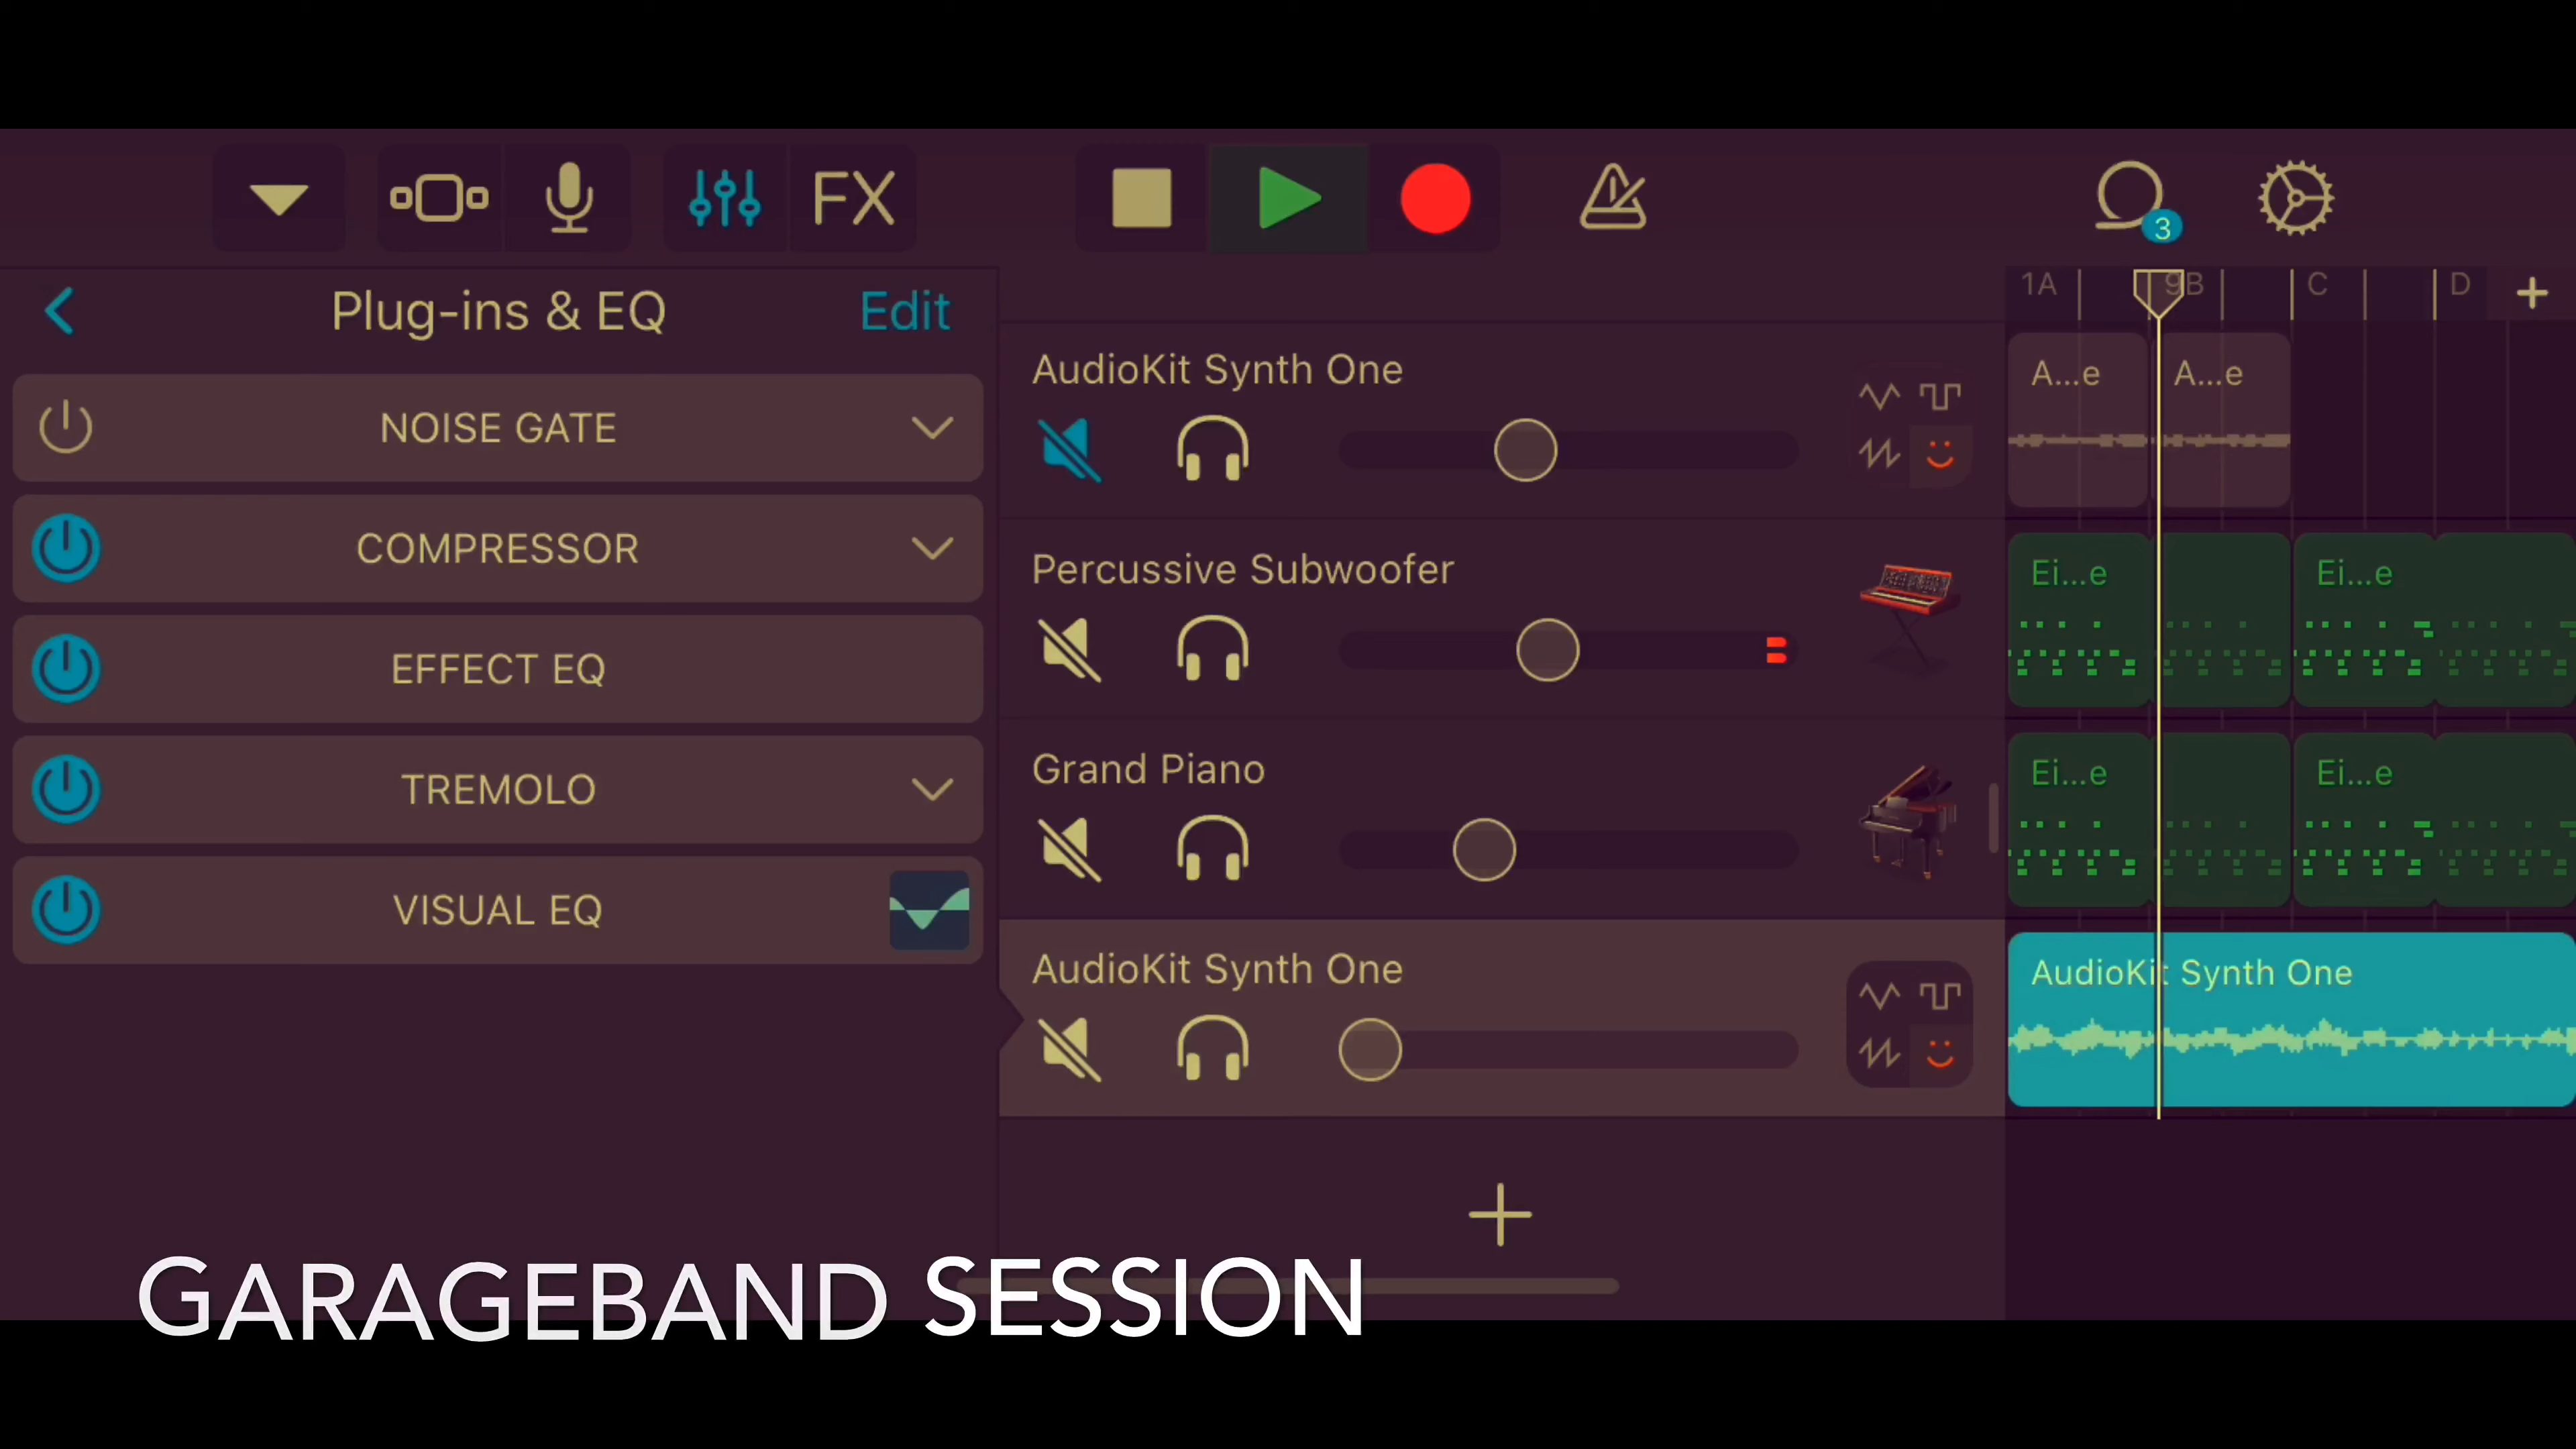 FX
3
Plug-ins & EQ
Edit
1A
9B
C
D
NOISE GATE
COMPRESSOR
EFFECT EQ
TREMOLO
VISUAL EQ
AudioKit Synth One
A...e
A...e
Percussive Subwoofer
Ei...e
Ei...e
Grand Piano
Ei...e
Ei...e
AudioKit Synth One
AudioKit Synth One
GARAGEBAND SESSION